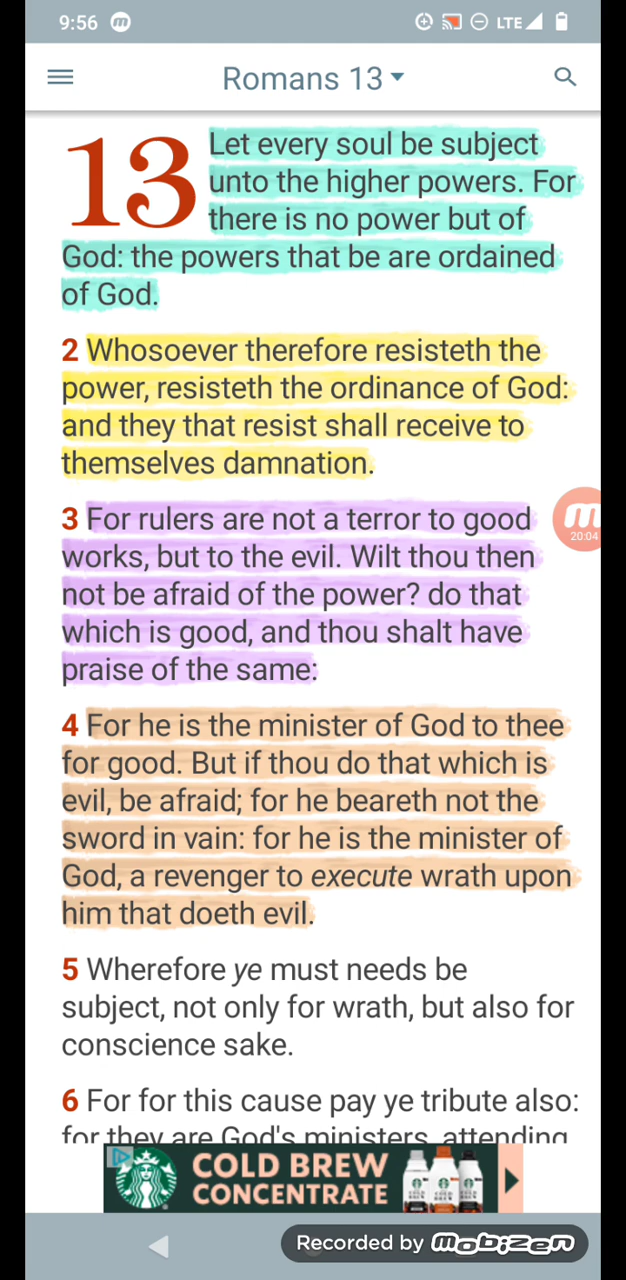 9:56 m LTE
Romans 13
13 Let every soul be subject
unto the higher powers. For
there is no power but of
God: the powers that be are ordained
of God.
2 Whosoever therefore resisteth the
power, resisteth the ordinance of God:
and they that resist shall receive to
themselves damnation.
3 For rulers are not a terror to good
works, but to the evil. Wilt thou then
not be afraid of the power? do that
which is good, and thou shalt have
praise of the same:
m
20:04
4 For he is the minister of God to thee
for good. But if thou do that which is
evil, be afraid; for he beareth not the
sword in vain: for he is the minister of
God, a revenger to execute wrath upon
him that doeth evil.
5 Wherefore ye must needs be
subject, not only for wrath, but also for
conscience sake.
6 For for this cause pay ye tribute also:
for they are God's ministers, attending
COLD BREW
CONCENTRATE
Recorded by mobizen